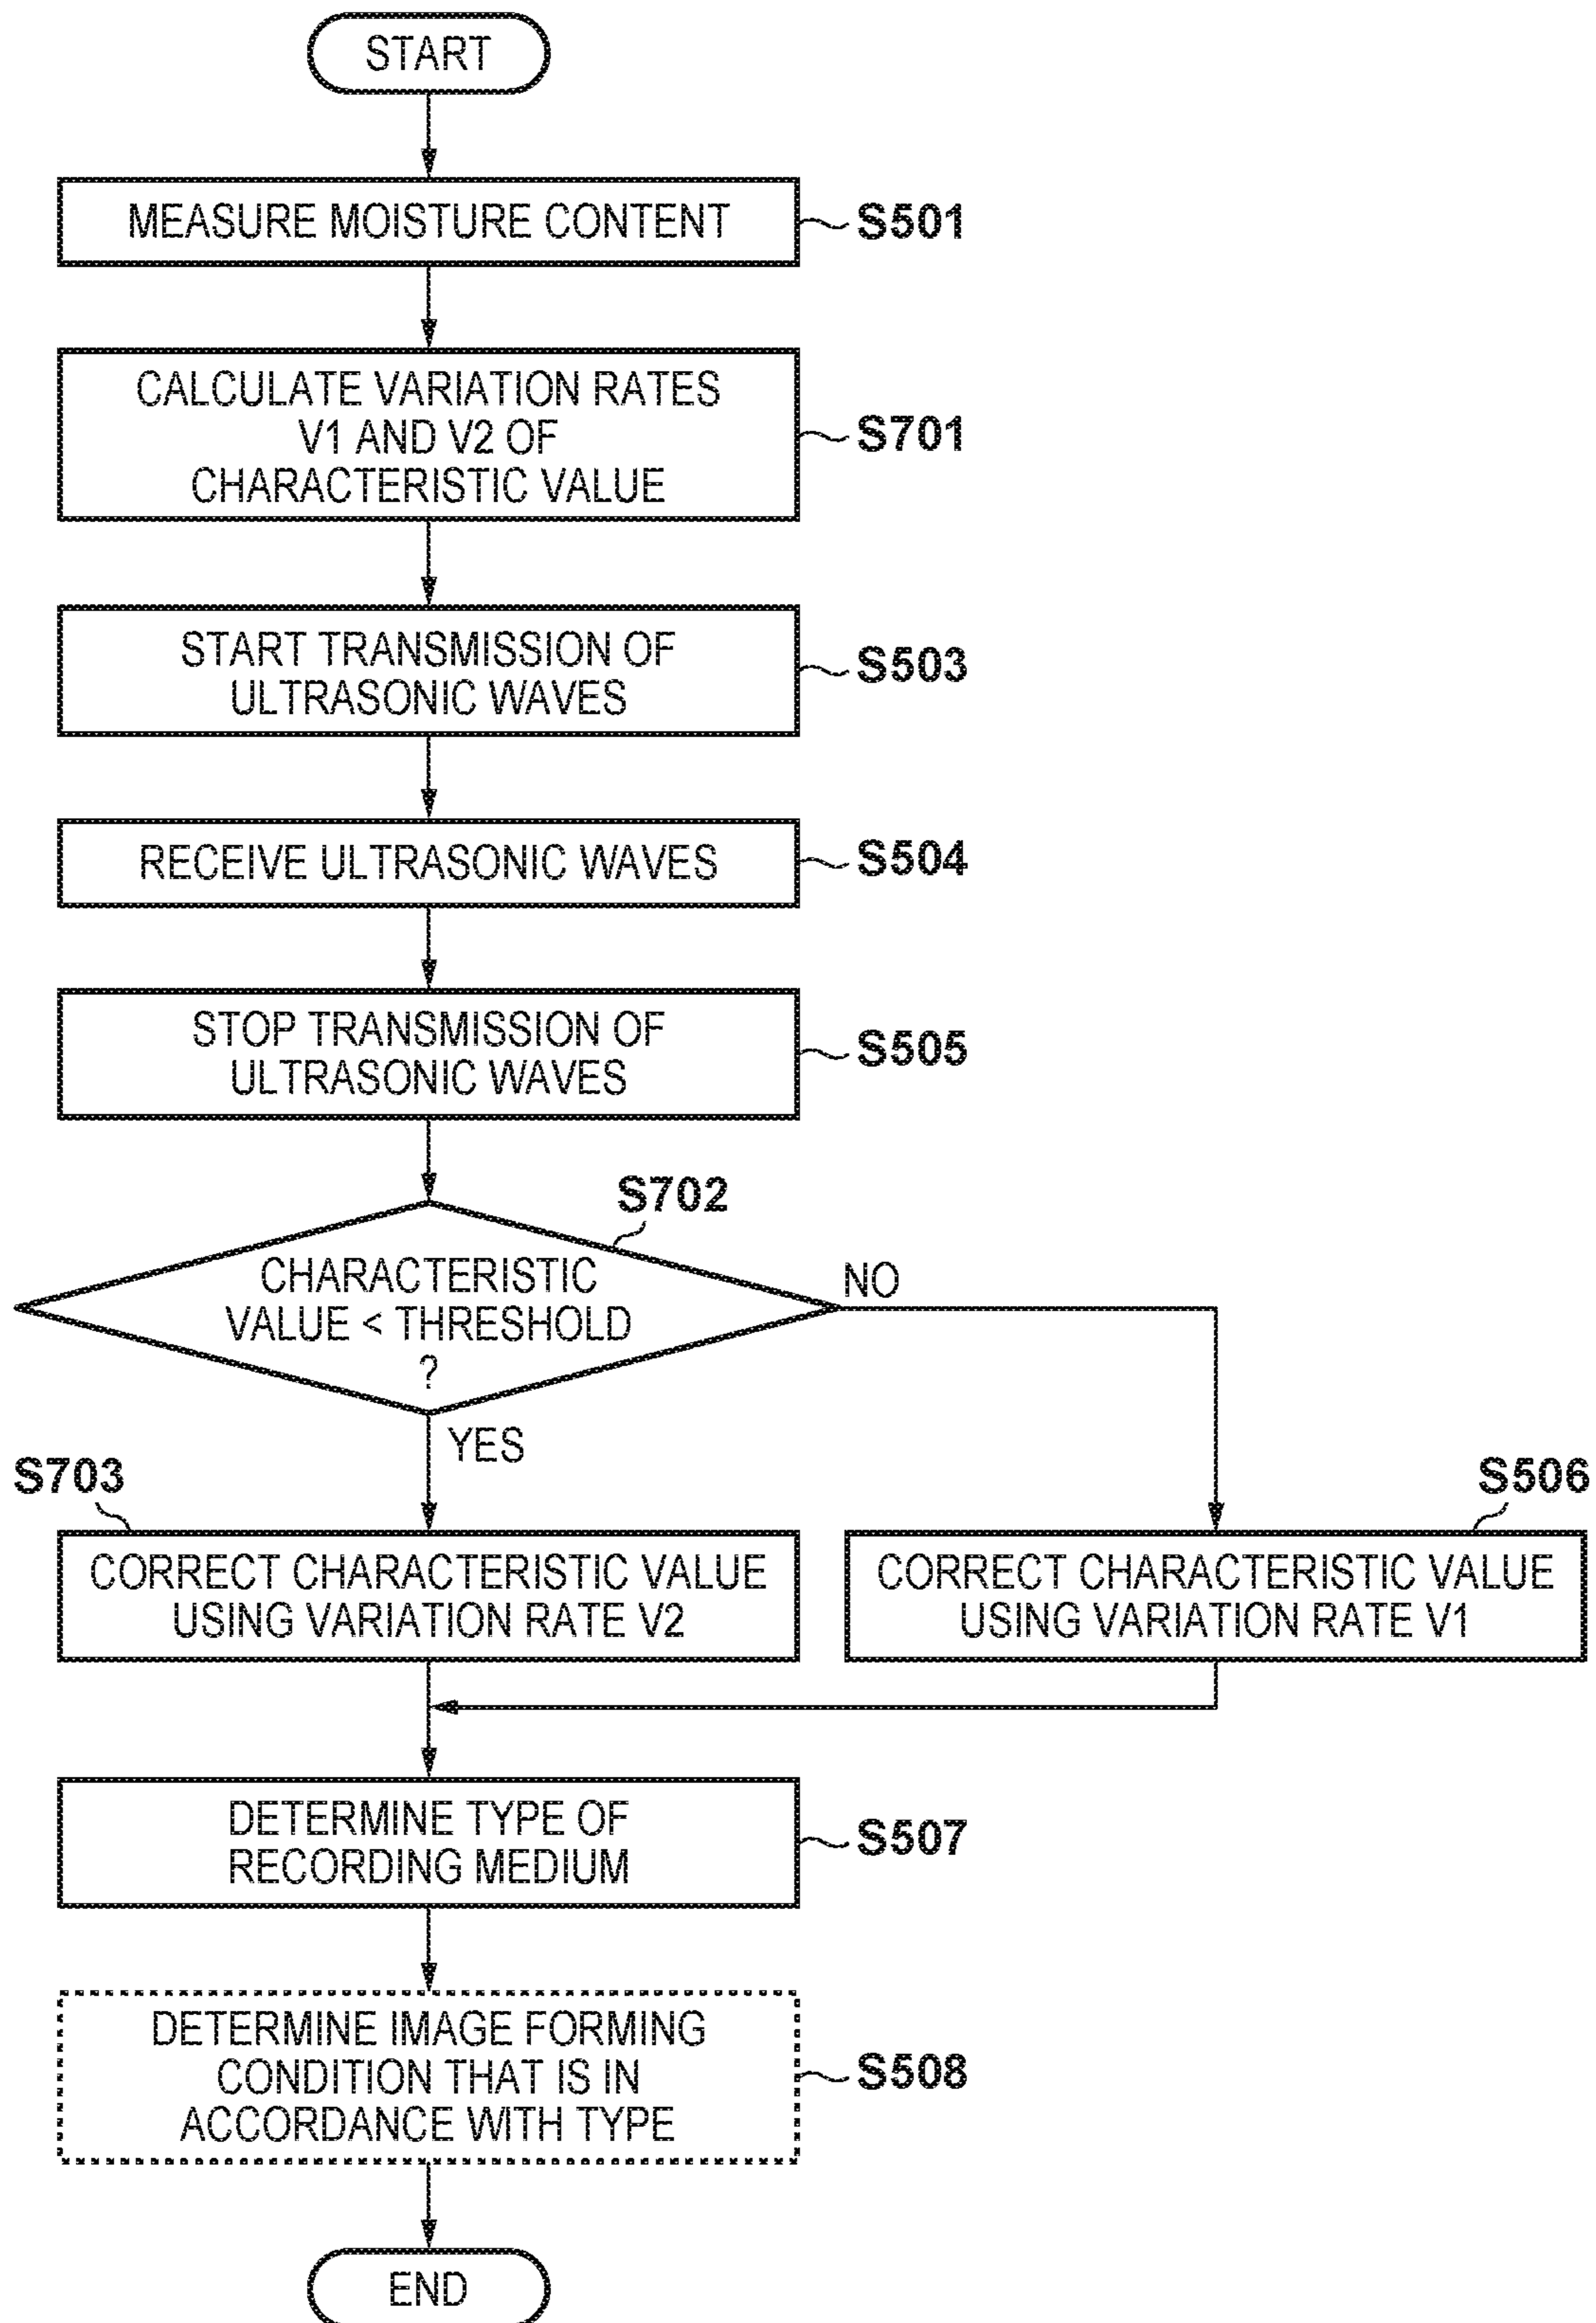 START
MEASURE MOISTURE CONTENT
S501
CALCULATE VARIATION RATES
V1 AND V2 OF
CHARACTERISTIC VALUE
S701
START TRANSMISSION OF
ULTRASONIC WAVES
S503
RECEIVE ULTRASONIC WAVES
S504
STOP TRANSMISSION OF
ULTRASONIC WAVES
S505
S702
CHARACTERISTIC
VALUE < THRESHOLD
?
NO
YES
S703
CORRECT CHARACTERISTIC VALUE
USING VARIATION RATE V2
S506
CORRECT CHARACTERISTIC VALUE
USING VARIATION RATE V1
DETERMINE TYPE OF
RECORDING MEDIUM
S507
DETERMINE IMAGE FORMING
CONDITION THAT IS IN
ACCORDANCE WITH TYPE
S508
END